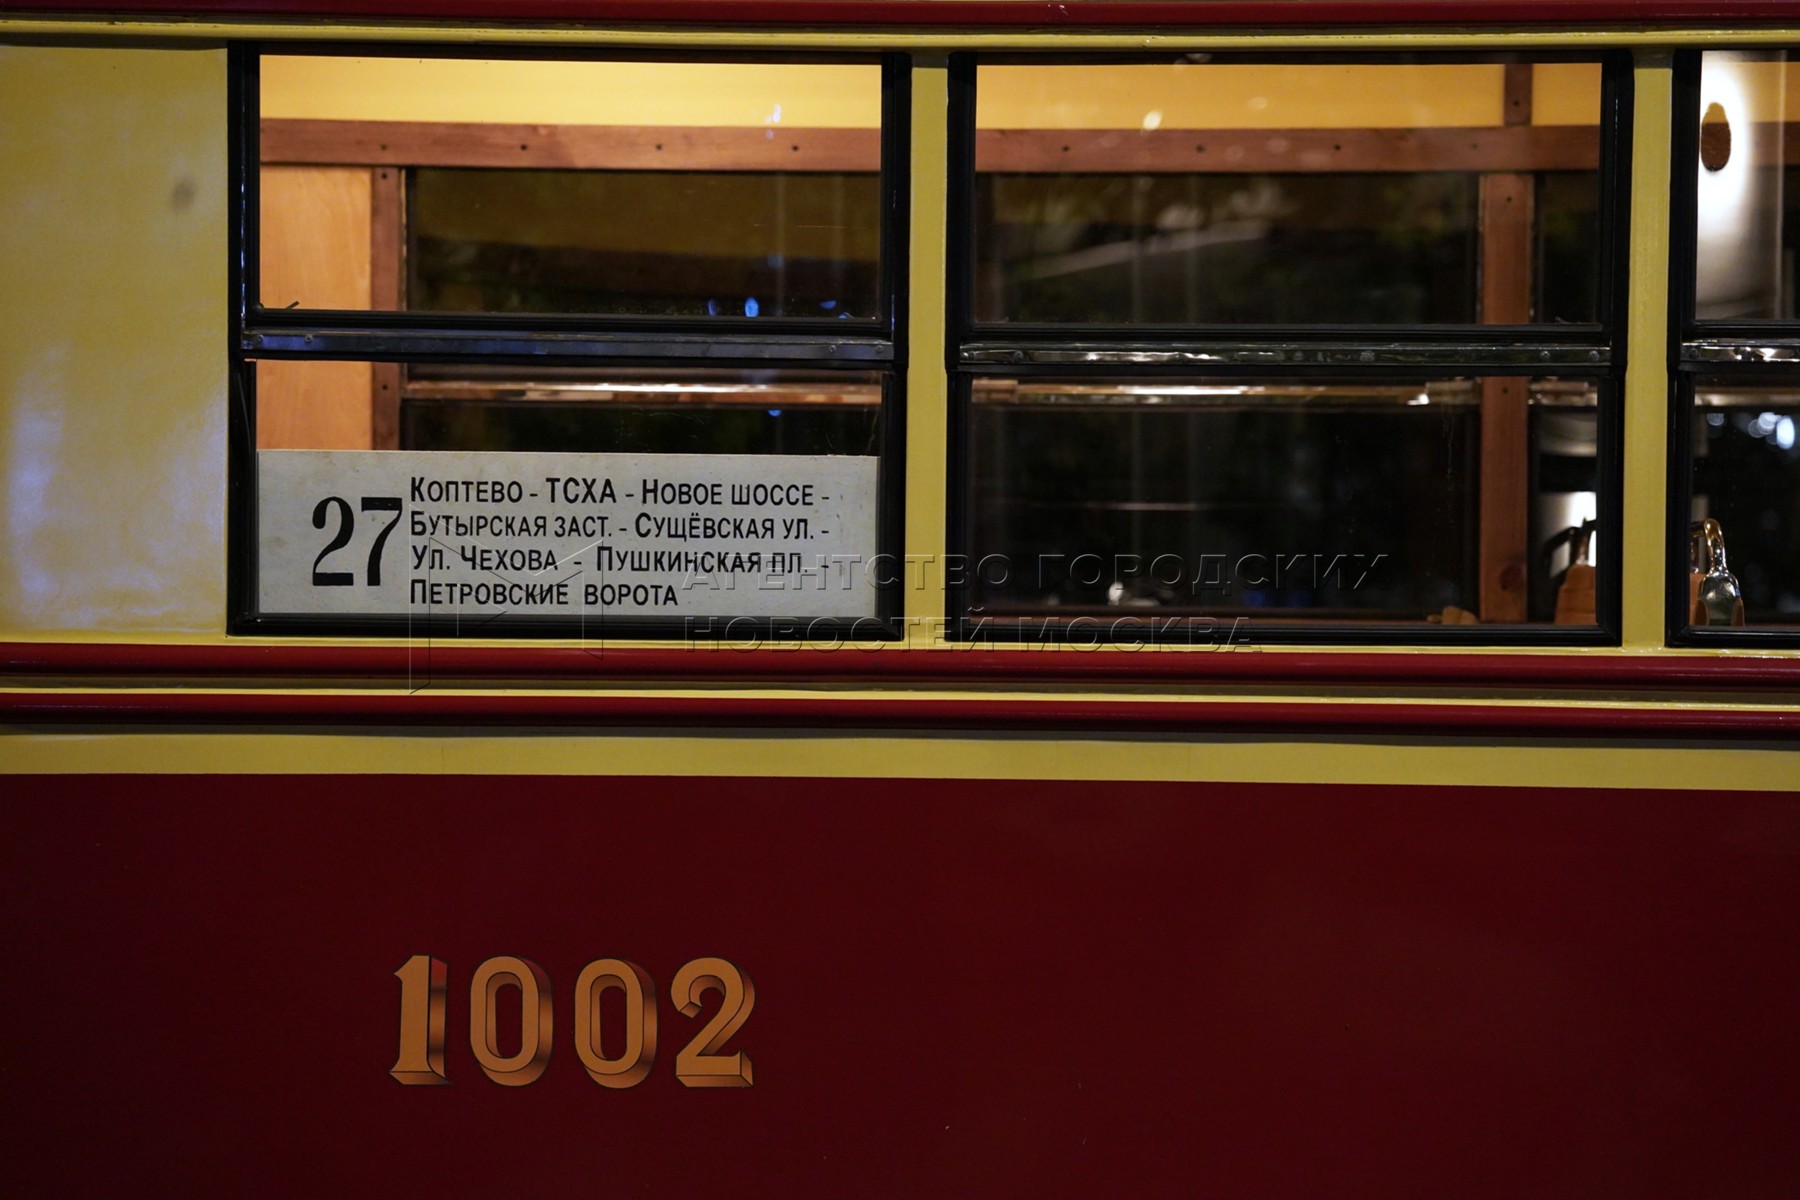 27
Коптево - ТСХА - Новое шоссе -
Бутырская заст. - Сущёвская ул. -
Ул. Чехова - Пушкинская пл. -
Петровские ворота
АГЕНТСТВО ГОРОДСКИХ
НОВОСТЕЙ МОСКВА
1002